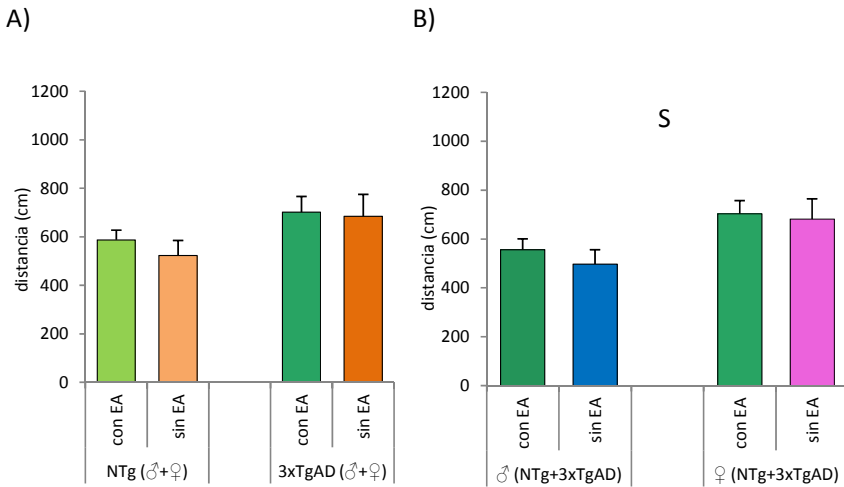 A)
1200
1000
800
600
400
200
0
distancia (cm)
con EA
sin EA
con EA
sin EA
NTg (♂+♀)
3xTgAD (♂+♀)
B)
S
1200
1000
800
600
400
200
0
distancia (cm)
con EA
sin EA
con EA
sin EA
♂ (NTg+3xTgAD)
♀ (NTg+3xTgAD)